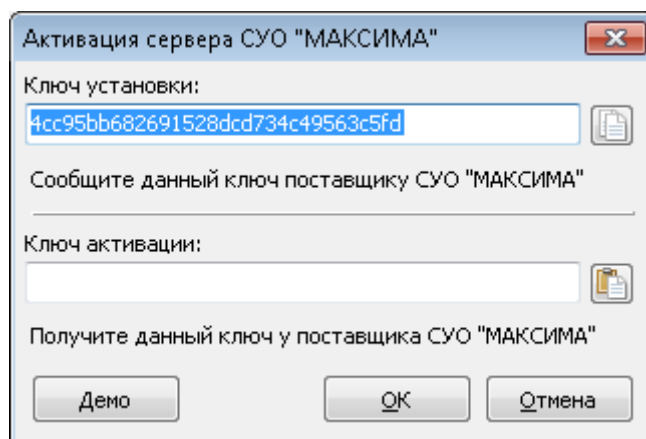 Активация сервера СУО "МАКСИМА"
Ключ установки:
4cc95bb682691528dcd734c49563c5fd
Сообщите данный ключ поставщику СУО "МАКСИМА"
Ключ активации:
Получите данный ключ у поставщика СУО "МАКСИМА"
Демо ОК Отмена